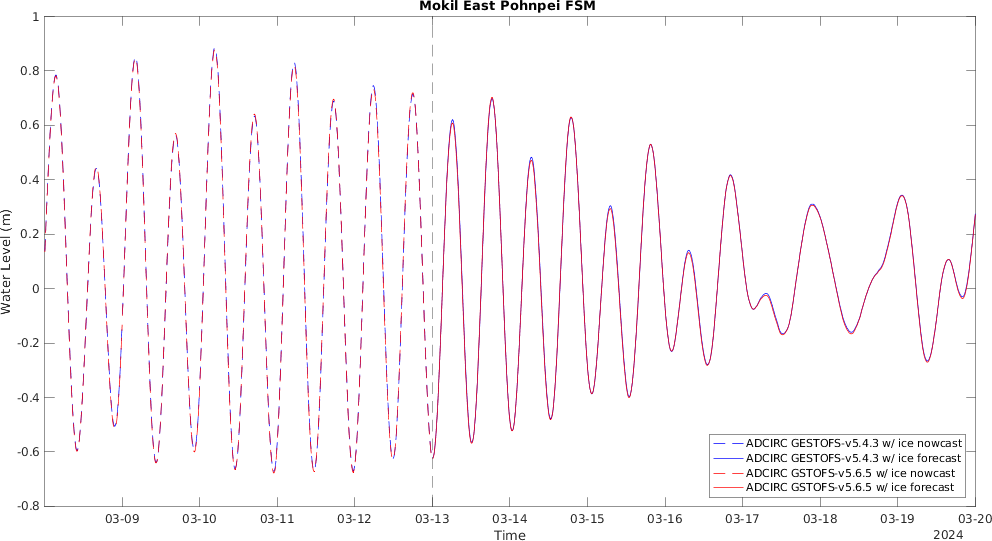 Mokil East Pohnpei FSM
1
0.8
0.6
0.4
0.2
0
-0.2
-0.4
-0.6
-0.8
Water Level (m)
ADCIRC GESTOFS-v5.4.3 w/ ice nowcast
ADCIRC GESTOFS-v5.4.3 w/ ice forecast
ADCIRC GSTOFS-v5.6.5 w/ ice nowcast
ADCIRC GSTOFS-v5.6.5 w/ ice forecast
03-09 03-10 03-11 03-12 03-13 03-14 03-15 03-16 03-17 03-18 03-19 03-20
Time
2024